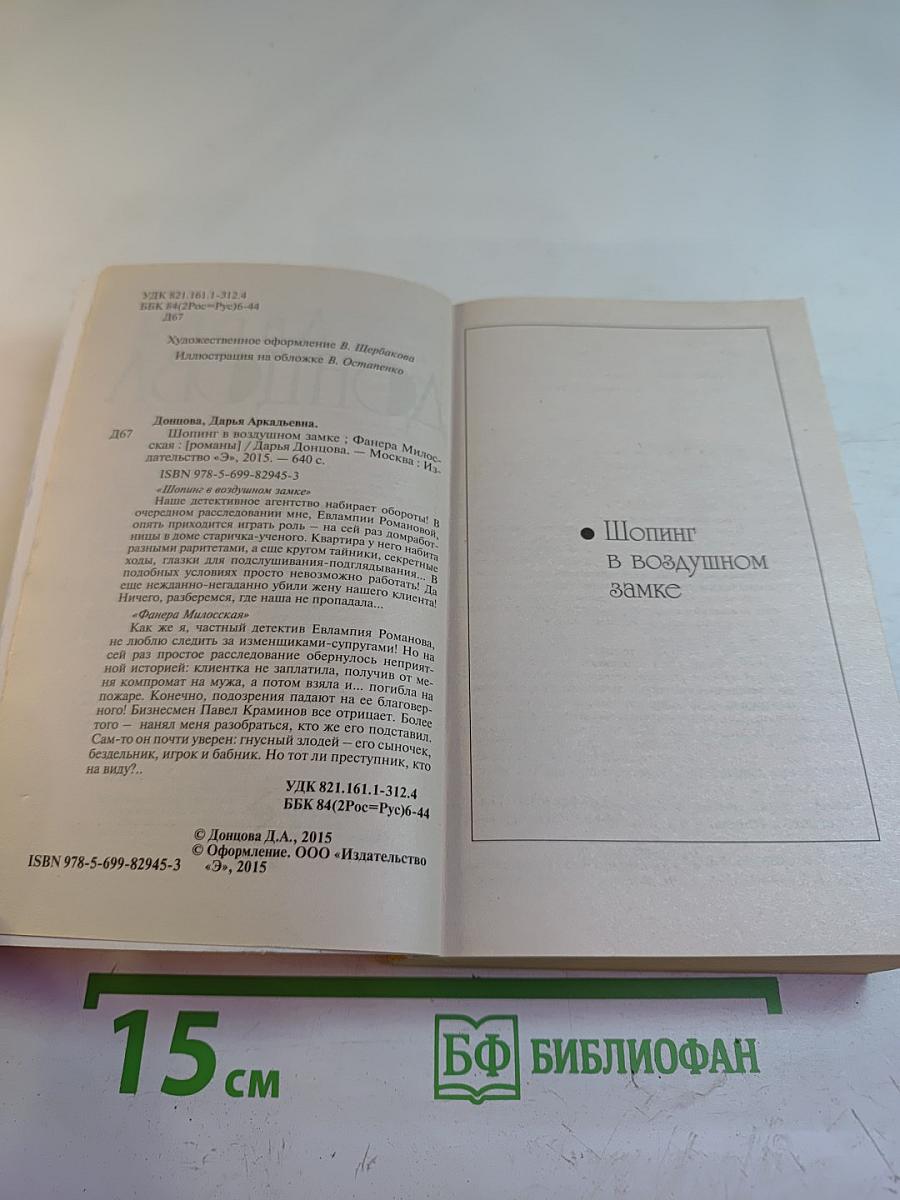 УДК 821.161.1-312.4
ББК 84(2Рос=Рус)6-44
Д67
Художественное оформление В. Щербакова
Иллюстрация на обложке В. Остапенко
Донцова, Дарья Аркадьевна.
Д67 Шопинг в воздушном замке ; Фанера Милос-
ская : [романы] / Дарья Донцова. — Москва : Из-
дательство «Э», 2015. — 640 с.
ISBN 978-5-699-82945-3
«Шопинг в воздушном замке»
Наше детективное агентство набирает обороты! В
очередном расследовании мне, Евлампии Романовой,
опять приходится играть роль – на сей раз домработ-
ницы в доме старичка-ученого. Квартира у него набита
разными раритетами, а еще кругом тайники, секретные
ходы, глазки для подслушивания-подглядывания... В
подобных условиях просто невозможно работать! Да
еще нежданно-негаданно убили жену нашего клиента!
Ничего, разберемся, где наша не пропадала...
«Фанера Милосская»
Как же я, частный детектив Евлампия Романова,
не люблю следить за изменщиками-супругами! Но на
сей раз простое расследование обернулось неприят-
ной историей: клиентка не заплатила, получив от ме-
ня компромат на мужа, а потом взяла и... погибла на
пожаре. Конечно, подозрения падают на ее благовер-
ного! Бизнесмен Павел Краминов все отрицает. Более
того – нанял меня разобраться, кто же его подставил.
Сам-то он почти уверен: гнусный злодей – его сыночек,
бездельник, игрок и бабник. Но тот ли преступник, кто
на виду?..
УДК 821.161.1-312.4
ББК 84(2Рос=Рус)6-44
© Донцова Д.А., 2015
© Оформление. ООО «Издательство
ISBN 978-5-699-82945-3 «Э», 2015
● Шопинг
в воздушном
замке
15 см
БФ БИБЛИОФАН